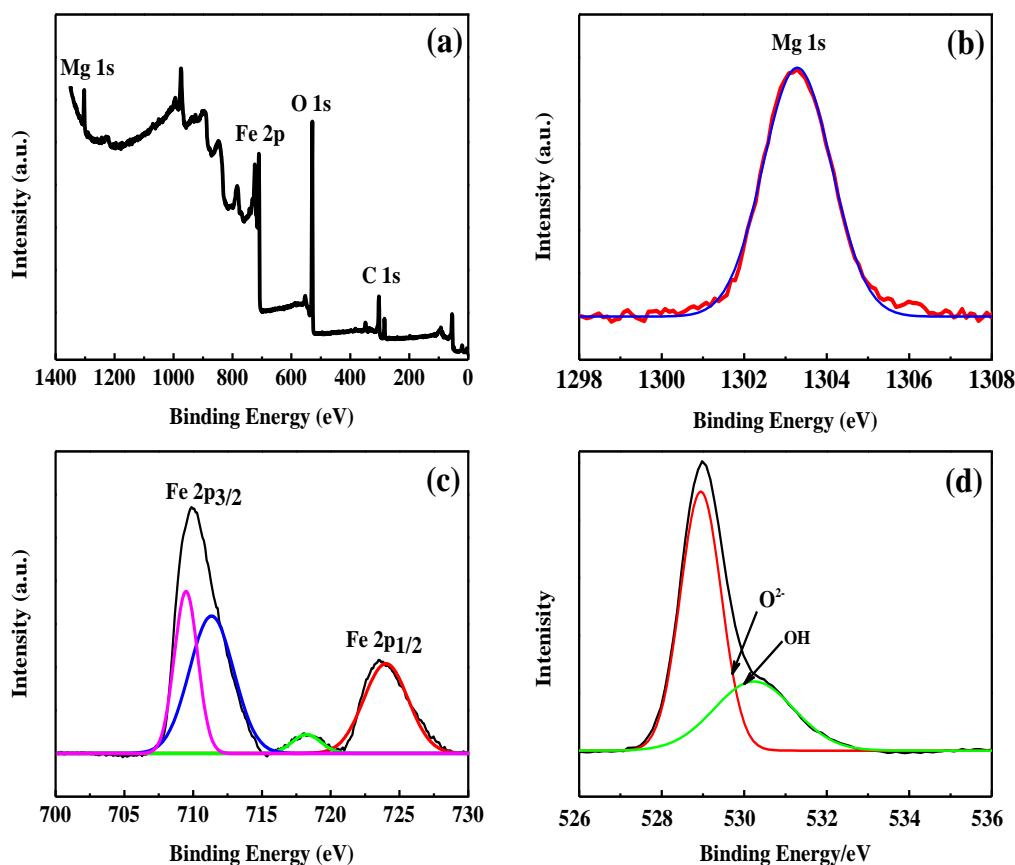 (a)
Mg 1s
O 1s
Fe 2p
C 1s
Intensity (a.u.)
1400 1200 1000 800 600 400 200 0
Binding Energy (eV)
(b)
Mg 1s
Intensity (a.u.)
1298 1300 1302 1304 1306 1308
Binding Energy (eV)
(c)
Fe 2p3/2
Fe 2p1/2
Intensity (a.u.)
700 705 710 715 720 725 730
Binding Energy (eV)
(d)
O2-
OH
Intenisity
526 528 530 532 534 536
Binding Energy/eV